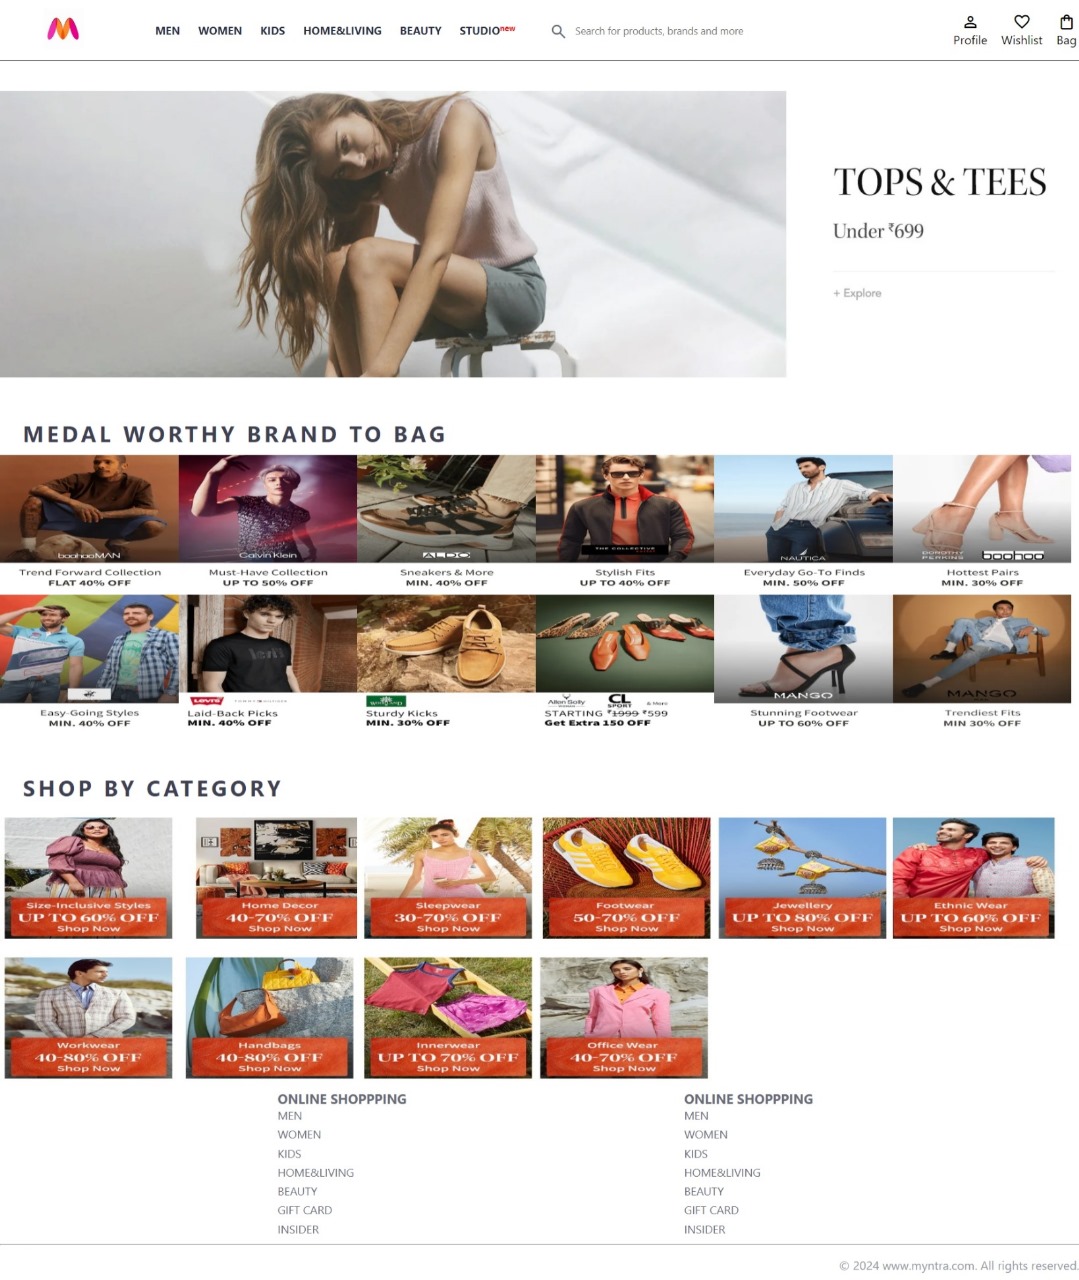 MEN WOMEN KIDS HOME&LIVING BEAUTY STUDIOnew Search for products, brands and more Profile Wishlist Bag
TOPS & TEES
Under ₹699
+ Explore
MEDAL WORTHY BRAND TO BAG
boohooMAN Calvin Klein ALDO THE COLLECTIVE NAUTICA DOROTHY PERKINS boohoo
Trend Forward Collection Must-Have Collection Sneakers & More Stylish Fits Everyday Go-To Finds Hottest Pairs
FLAT 40% OFF UP TO 50% OFF MIN. 40% OFF UP TO 40% OFF MIN. 50% OFF MIN. 30% OFF
Levi's Allen Solly CL SPORT & More MANGO MANGO
Easy-Going Styles Laid-Back Picks Sturdy Kicks STARTING ₹1999 ₹599 Stunning Footwear Trendiest Fits
MIN. 40% OFF MIN. 40% OFF MIN. 30% OFF Get Extra 150 OFF UP TO 60% OFF MIN 30% OFF
SHOP BY CATEGORY
Size-Inclusive Styles Home Decor Sleepwear Footwear Jewellery Ethnic Wear
UP TO 60% OFF 40-70% OFF 30-70% OFF 50-70% OFF UP TO 80% OFF UP TO 60% OFF
Shop Now Shop Now Shop Now Shop Now Shop Now Shop Now
Workwear Handbags Innerwear Office Wear
40-80% OFF 40-80% OFF UP TO 70% OFF 40-70% OFF
Shop Now Shop Now Shop Now Shop Now
ONLINE SHOPPPING
MEN
WOMEN
KIDS
HOME&LIVING
BEAUTY
GIFT CARD
INSIDER
ONLINE SHOPPPING
MEN
WOMEN
KIDS
HOME&LIVING
BEAUTY
GIFT CARD
INSIDER
© 2024 www.myntra.com. All rights reserved.